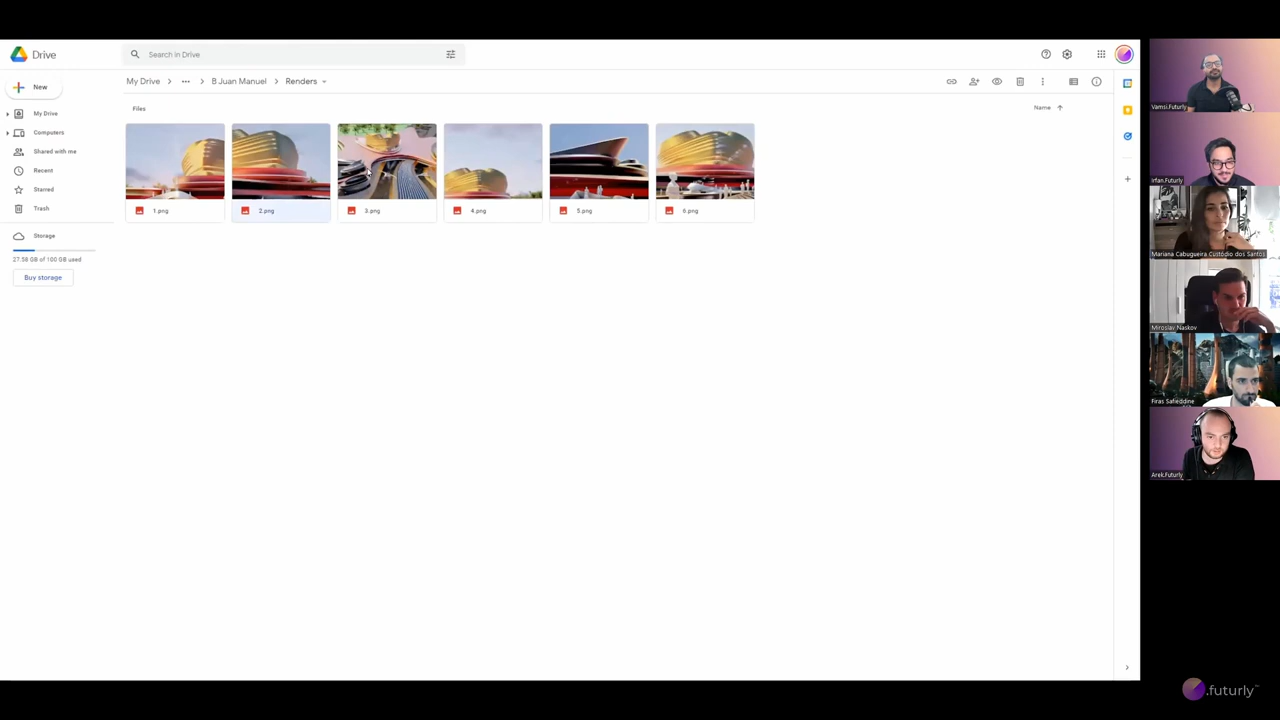 Drive
Search in Drive
New
My Drive
Computers
Shared with me
Recent
Starred
Trash
Storage
27.58 GB of 100 GB used
Buy storage
My Drive
B Juan Manuel
Renders
Files
Name
1.png
2.png
3.png
4.png
5.png
6.png
Vamsi.Futurly
Irfan.Futurly
Mariana Cabugueira Custódio dos Santos
Miroslav Naskov
Firas Safieddine
Arek.Futurly
.futurly™